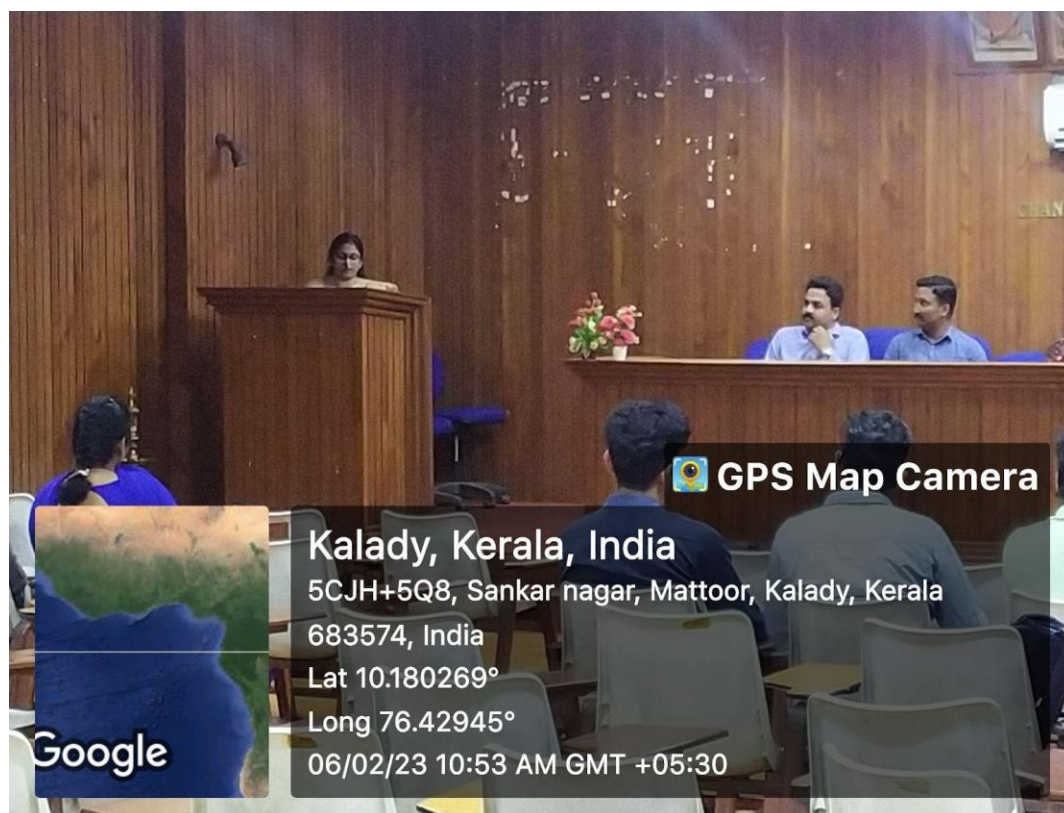 CHAN
GPS Map Camera
Kalady, Kerala, India
5CJH+5Q8, Sankar nagar, Mattoor, Kalady, Kerala
683574, India
Lat 10.180269°
Long 76.42945°
06/02/23 10:53 AM GMT +05:30
Google